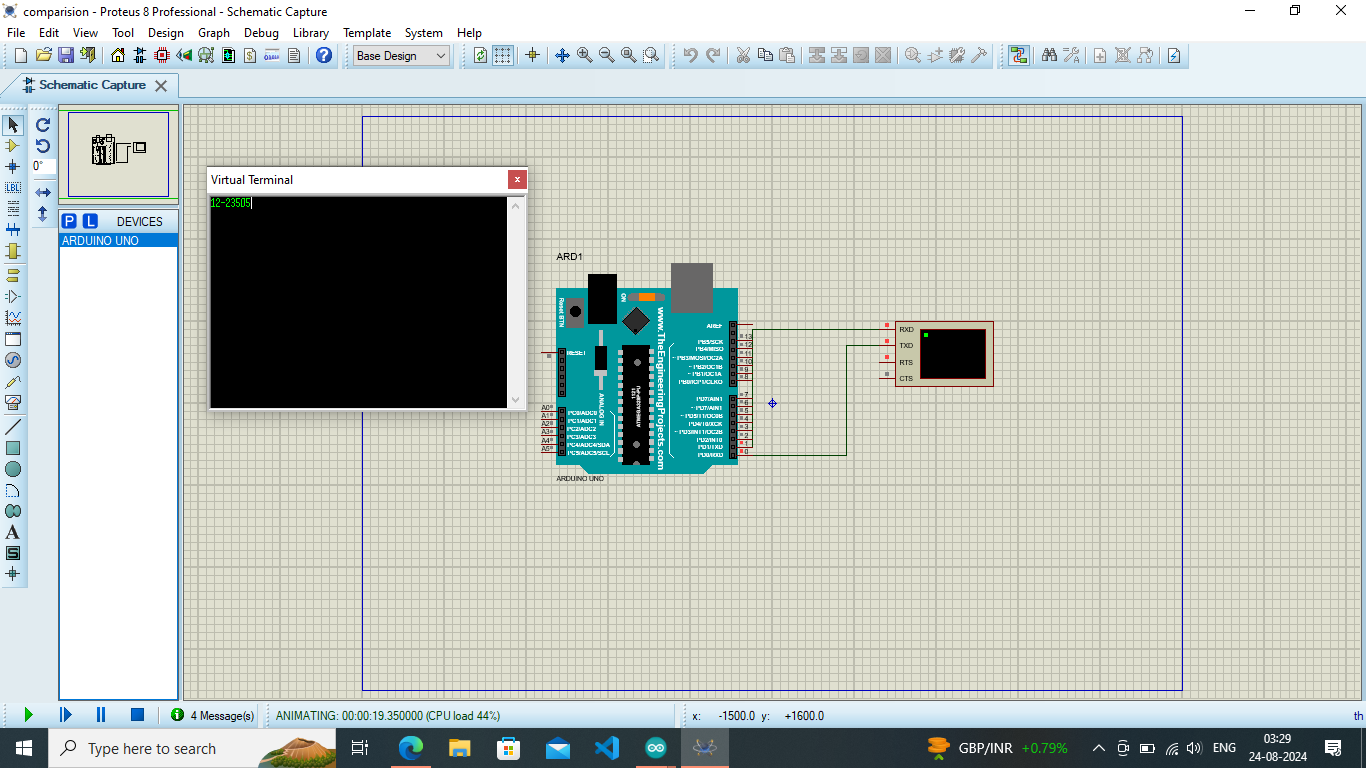 comparision - Proteus 8 Professional - Schematic Capture
File Edit View Tool Design Graph Debug Library Template System Help
Base Design
Schematic Capture
0°
LBL
P L DEVICES
ARDUINO UNO
A
S
Virtual Terminal
12-23505
ARD1
Reset BTN
ON
www.TheEngineeringProjects.com
RESET
ANALOG IN
AREF
13
PB5/SCK 12
PB4/MISO 11
~PB3/MOSI/OC2A 10
~PB2/OC1B 9
~PB1/OC1A 8
PB0/ICP1/CLKO
7
PD7/AIN1 6
~PD7/AIN1 5
~PD5/T1/OC0B 4
PD4/T0/XCK 3
~PD3/INT1/OC2B 2
PD2/INT0 1
PD1/TXD 0
PD0/RXD
A0 PC0/ADC0
A1 PC1/ADC1
A2 PC2/ADC2
A3 PC3/ADC3
A4 PC4/ADC4/SDA
A5 PC5/ADC5/SCL
ARDUINO UNO
RXD
TXD
RTS
CTS
4 Message(s)
ANIMATING: 00:00:19.350000 (CPU load 44%)
x: -1500.0 y: +1600.0
th
Type here to search
GBP/INR +0.79%
ENG
03:29
24-08-2024